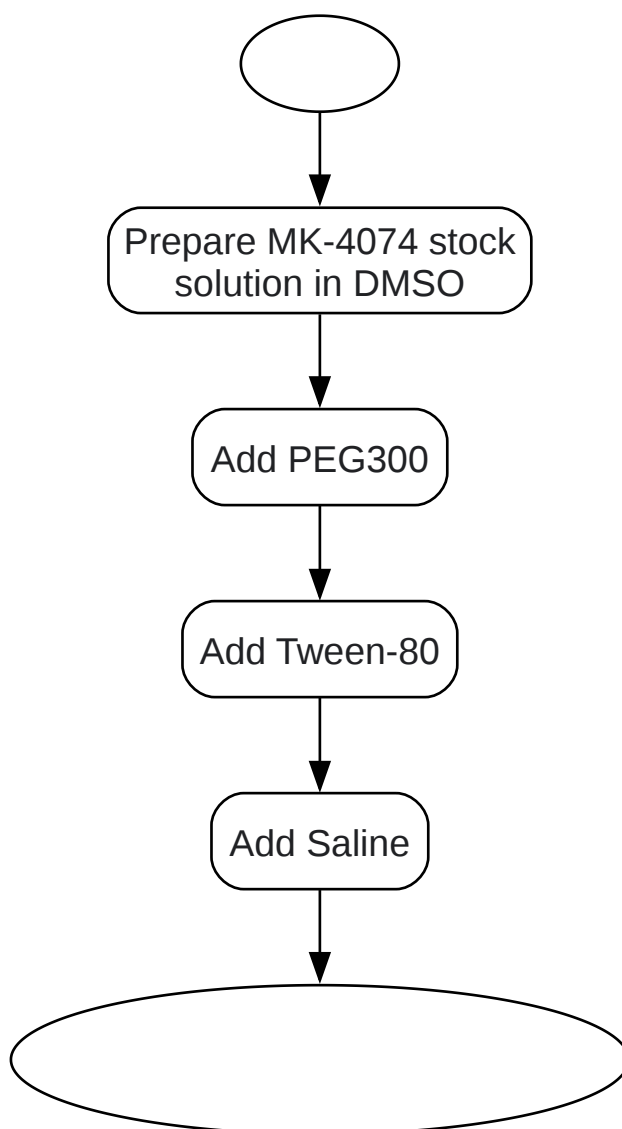 Prepare MK-4074 stock
solution in DMSO
Add PEG300
Add Tween-80
Add Saline